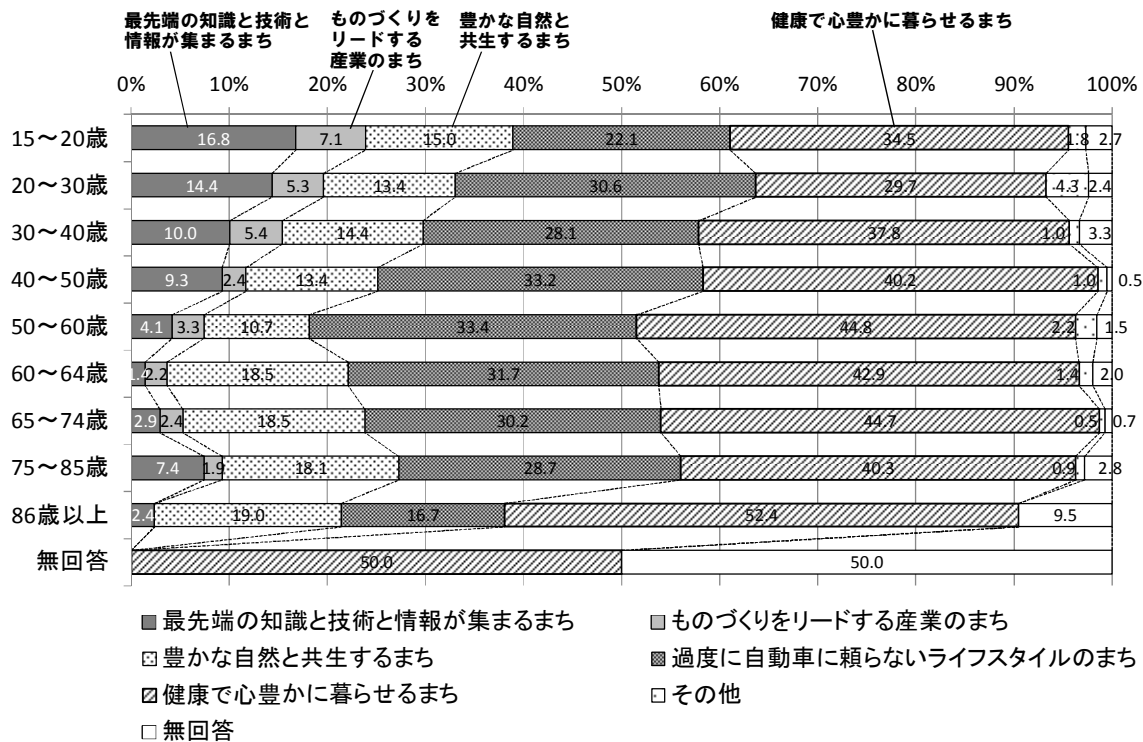 最先端の知識と技術と
情報が集まるまち
ものづくりを
リードする
産業のまち
豊かな自然と
共生するまち
健康で心豊かに暮らせるまち
0% 10% 20% 30% 40% 50% 60% 70% 80% 90% 100%
15～20歳 16.8 7.1 15.0 22.1 34.5 1.8 2.7
20～30歳 14.4 5.3 13.4 30.6 29.7 4.3 2.4
30～40歳 10.0 5.4 14.4 28.1 37.8 1.0 3.3
40～50歳 9.3 2.4 13.4 33.2 40.2 1.0 0.5
50～60歳 4.1 3.3 10.7 33.4 44.8 2.2 1.5
60～64歳 1.4 2.2 18.5 31.7 42.9 1.4 2.0
65～74歳 2.9 2.4 18.5 30.2 44.7 0.5 0.7
75～85歳 7.4 1.9 18.1 28.7 40.3 0.9 2.8
86歳以上 2.4 19.0 16.7 52.4 9.5
無回答 50.0 50.0
最先端の知識と技術と情報が集まるまち ものづくりをリードする産業のまち
豊かな自然と共生するまち 過度に自動車に頼らないライフスタイルのまち
健康で心豊かに暮らせるまち その他
無回答